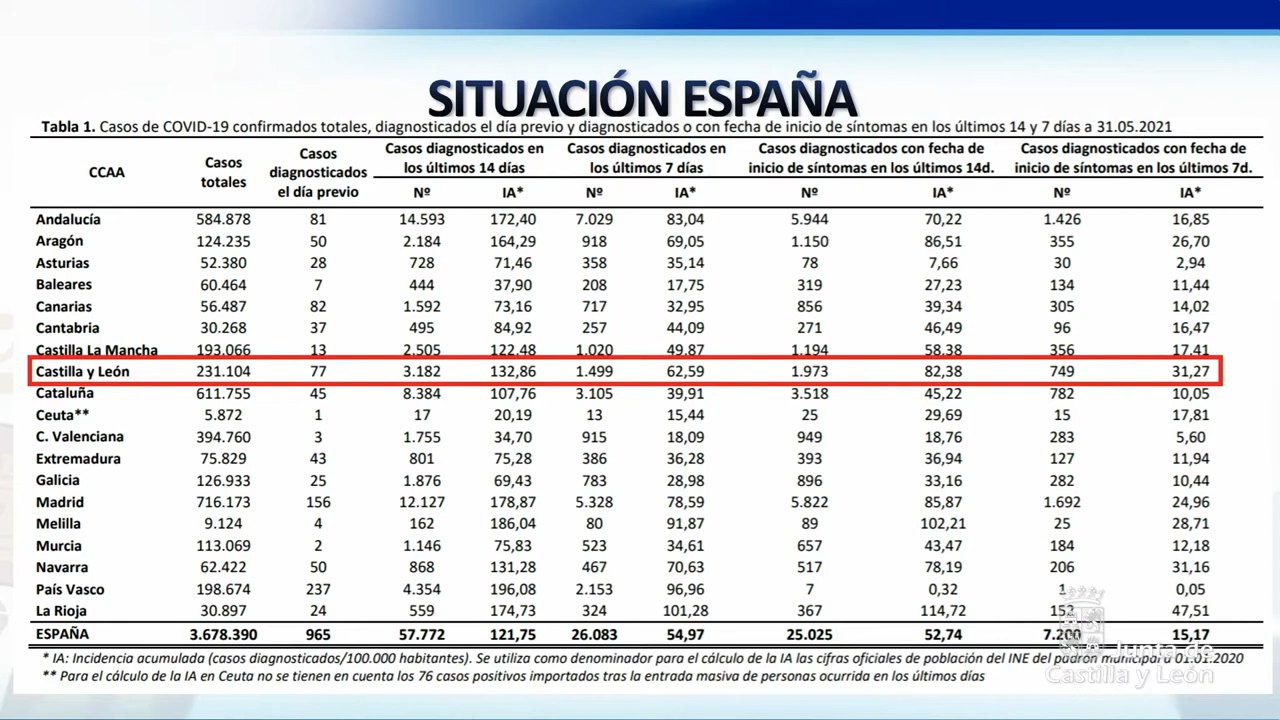 SITUACIÓN ESPAÑA
Tabla 1. Casos de COVID-19 confirmados totales, diagnosticados el día previo y diagnosticados o con fecha de inicio de síntomas en los últimos 14 y 7 días a 31.05.2021
CCAA Casos totales Casos diagnosticados el día previo Casos diagnosticados en los últimos 14 días Casos diagnosticados en los últimos 7 días Casos diagnosticados con fecha de inicio de síntomas en los últimos 14d. Casos diagnosticados con fecha de inicio de síntomas en los últimos 7d.
Nº IA* Nº IA* Nº IA* Nº IA*
Andalucía 584.878 81 14.593 172,40 7.029 83,04 5.944 70,22 1.426 16,85
Aragón 124.235 50 2.184 164,29 918 69,05 1.150 86,51 355 26,70
Asturias 52.380 28 728 71,46 358 35,14 78 7,66 30 2,94
Baleares 60.464 7 444 37,90 208 17,75 319 27,23 134 11,44
Canarias 56.487 82 1.592 73,16 717 32,95 856 39,34 305 14,02
Cantabria 30.268 37 495 84,92 257 44,09 271 46,49 96 16,47
Castilla La Mancha 193.066 13 2.505 122,48 1.020 49,87 1.194 58,38 356 17,41
Castilla y León 231.104 77 3.182 132,86 1.499 62,59 1.973 82,38 749 31,27
Cataluña 611.755 45 8.384 107,76 3.105 39,91 3.518 45,22 782 10,05
Ceuta** 5.872 1 17 20,19 13 15,44 25 29,69 15 17,81
C. Valenciana 394.760 3 1.755 34,70 915 18,09 949 18,76 283 5,60
Extremadura 75.829 43 801 75,28 386 36,28 393 36,94 127 11,94
Galicia 126.933 25 1.876 69,43 783 28,98 896 33,16 282 10,44
Madrid 716.173 156 12.127 178,87 5.328 78,59 5.822 85,87 1.692 24,96
Melilla 9.124 4 162 186,04 80 91,87 89 102,21 25 28,71
Murcia 113.069 2 1.146 75,83 523 34,61 657 43,47 184 12,18
Navarra 62.422 50 868 131,28 467 70,63 517 78,19 206 31,16
País Vasco 198.674 237 4.354 196,08 2.153 96,96 7 0,32 1 0,05
La Rioja 30.897 24 559 174,73 324 101,28 367 114,72 152 47,51
ESPAÑA 3.678.390 965 57.772 121,75 26.083 54,97 25.025 52,74 7.200 15,17
* IA: Incidencia acumulada (casos diagnosticados/100.000 habitantes). Se utiliza como denominador para el cálculo de la IA las cifras oficiales de población del INE del padrón municipal a 01.01.2020
** Para el cálculo de la IA en Ceuta no se tienen en cuenta los 76 casos positivos importados tras la entrada masiva de personas ocurrida en los últimos días
Junta de
Castilla y León